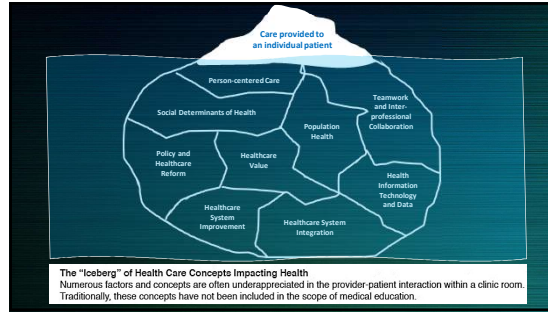 Care provided to
an individual patient
Person-centered Care
Social Determinants of Health
Teamwork
and Inter-
professional
Collaboration
Population
Health
Policy and
Healthcare
Reform
Healthcare
Value
Health
Information
Technology
and Data
Healthcare
System
Improvement
Healthcare System
Integration
The “Iceberg” of Health Care Concepts Impacting Health
Numerous factors and concepts are often underappreciated in the provider-patient interaction within a clinic room.
Traditionally, these concepts have not been included in the scope of medical education.